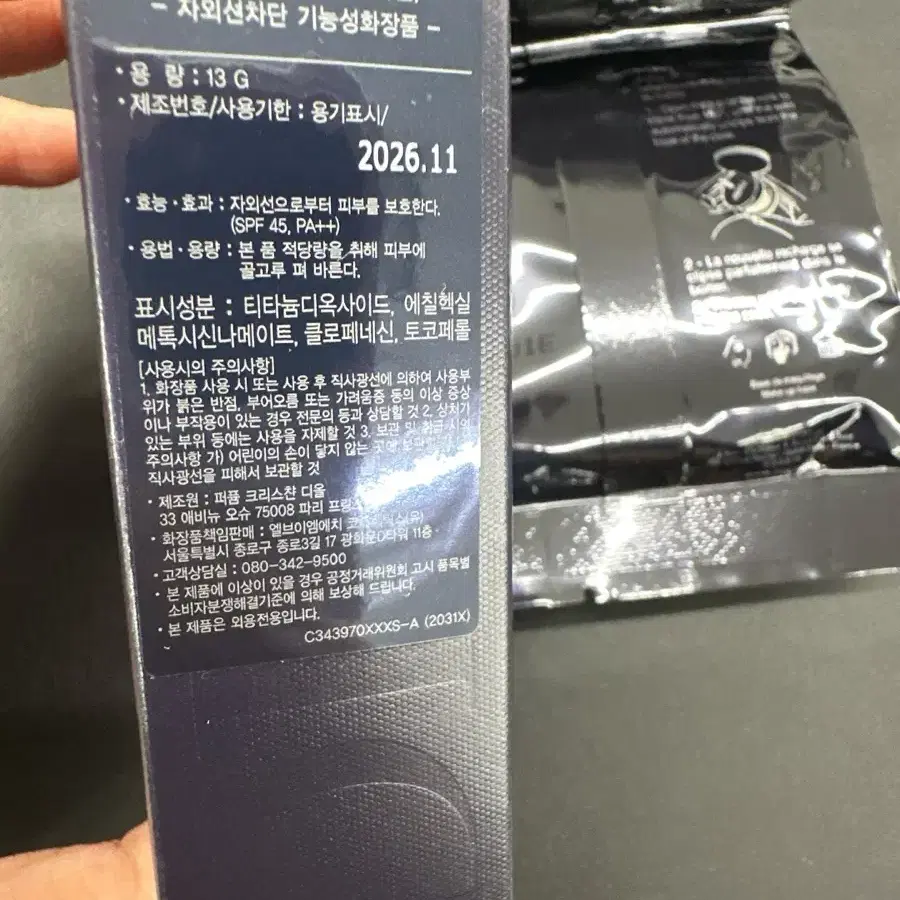 - 자외선차단 기능성화장품 -
· 용 량 : 13 G
· 제조번호/사용기한 : 용기표시/
2026.11
· 효능 · 효과 : 자외선으로부터 피부를 보호한다.
(SPF 45, PA++)
· 용법 · 용량 : 본 품 적당량을 취해 피부에
골고루 펴 바른다.
표시성분 : 티타늄디옥사이드, 에칠헥실
메톡시신나메이트, 클로페네신, 토코페롤
[사용시의 주의사항]
1. 화장품 사용 시 또는 사용 후 직사광선에 의하여 사용부
위가 붉은 반점, 부어오름 또는 가려움증 등의 이상 증상
이나 부작용이 있는 경우 전문의 등과 상담할 것 2. 상처가
있는 부위 등에는 사용을 자제할 것 3. 보관 및 취급 시의
주의사항 가) 어린이의 손이 닿지 않는 곳에
직사광선을 피해서 보관할 것
· 제조원 : 퍼퓸 크리스챤 디올
33 애비뉴 오슈 75008 파리
· 화장품책임판매 : 엘브이엠에치
서울특별시 종로구 종로3길 17 광화문D타워 11층
· 고객상담실 : 080-342-9500
· 본 제품에 이상이 있을 경우 공정거래위원회 고시 품목별
소비자분쟁해결기준에 의해 보상해 드립니다.
· 본 제품은 외용전용입니다.
C343970XXXS-A (2031X)
2 - La nouvelle recharge se